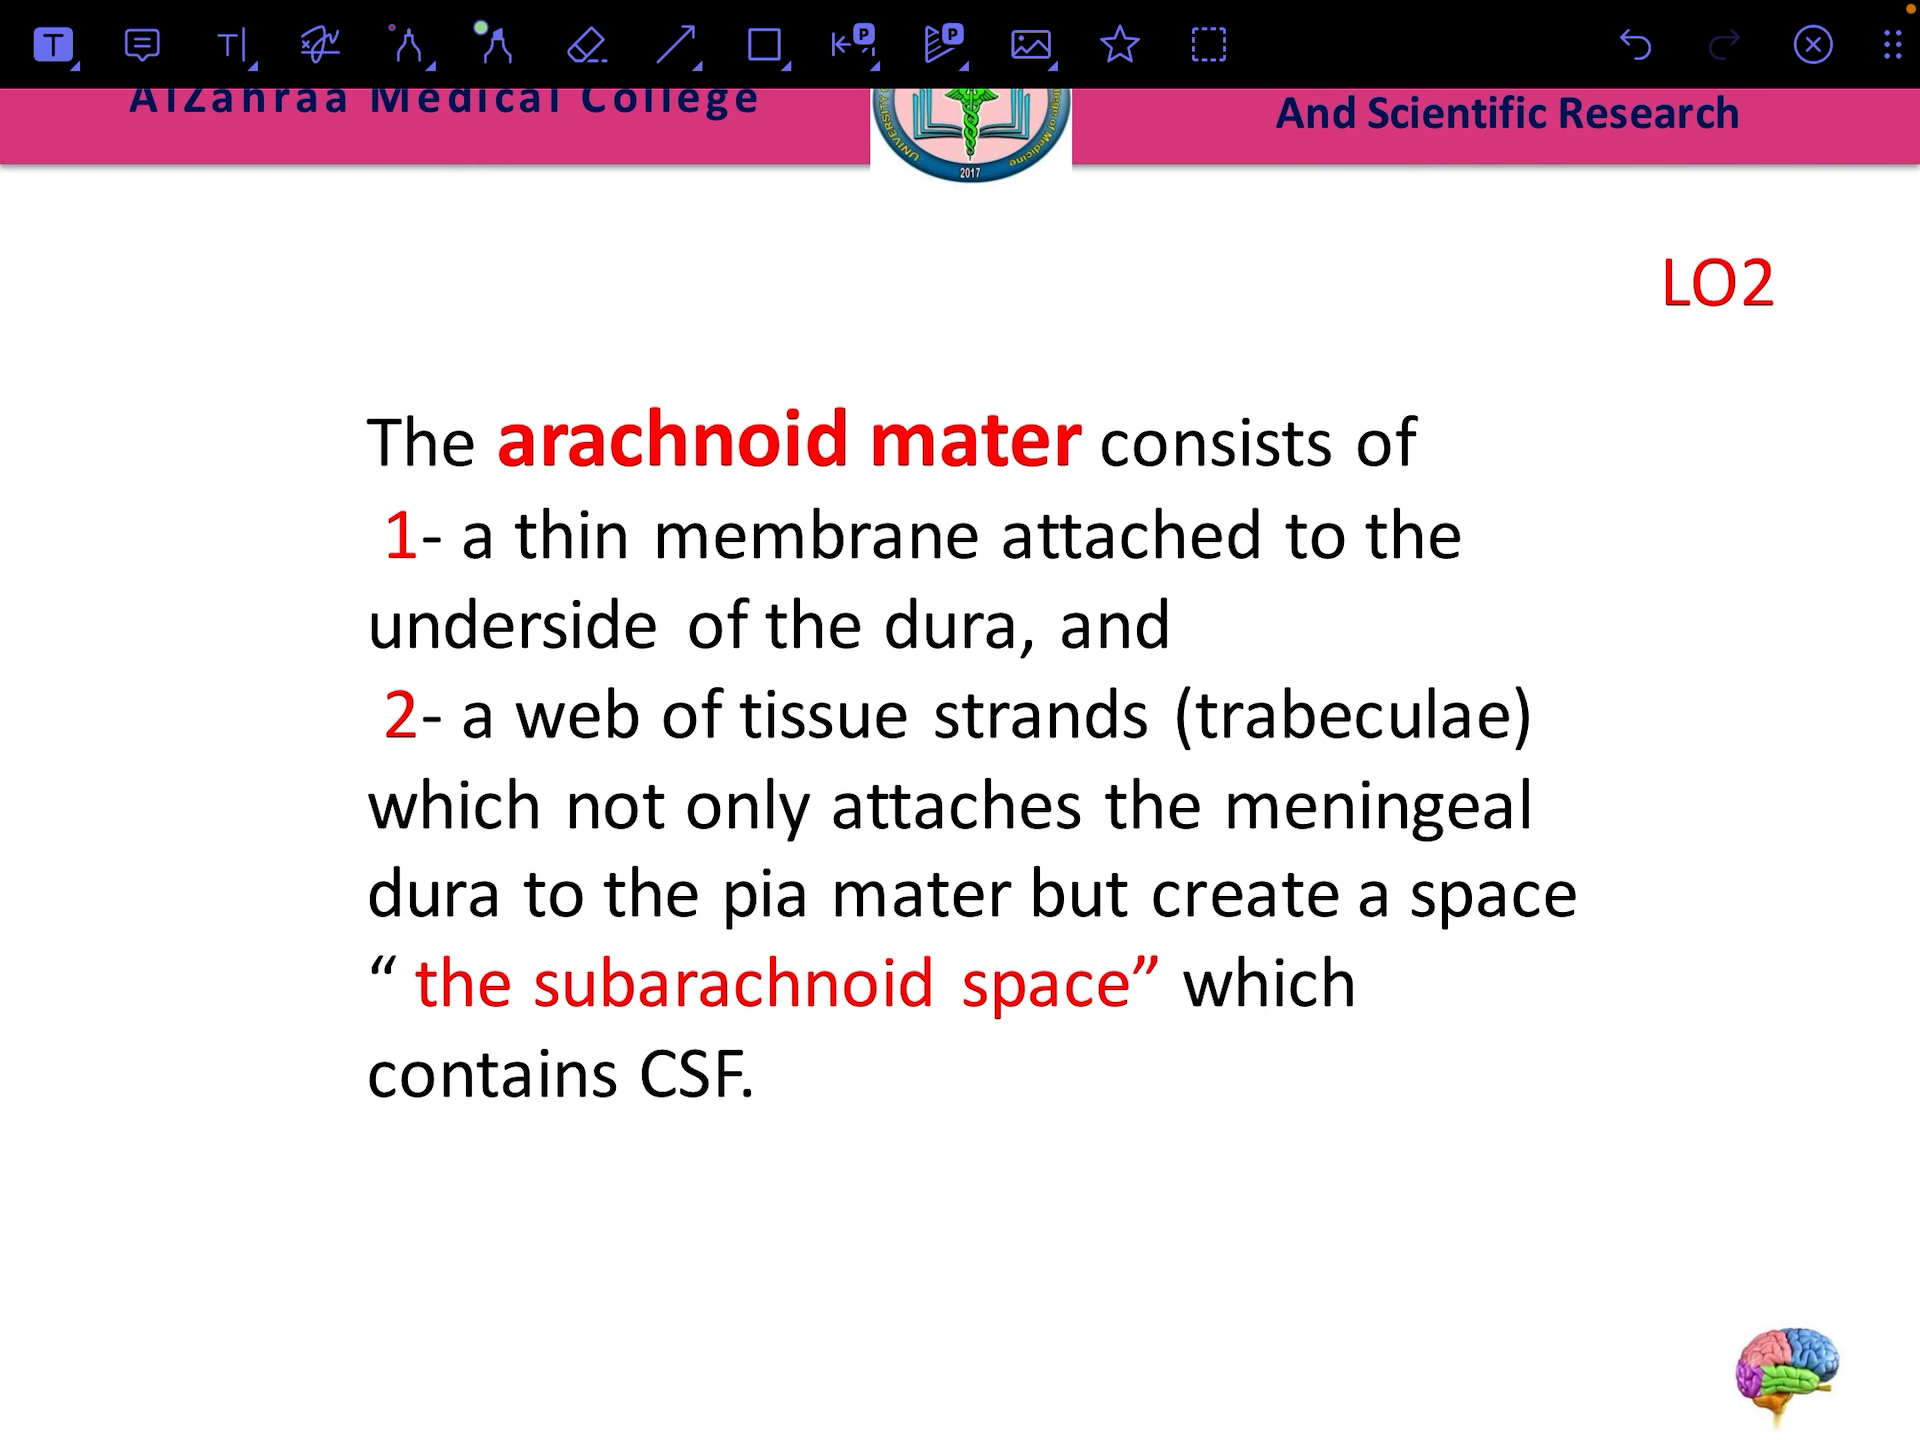 AlZahraa Medical College
And Scientific Research
2017
LO2
The arachnoid mater consists of
1- a thin membrane attached to the
underside of the dura, and
2- a web of tissue strands (trabeculae)
which not only attaches the meningeal
dura to the pia mater but create a space
“ the subarachnoid space” which
contains CSF.